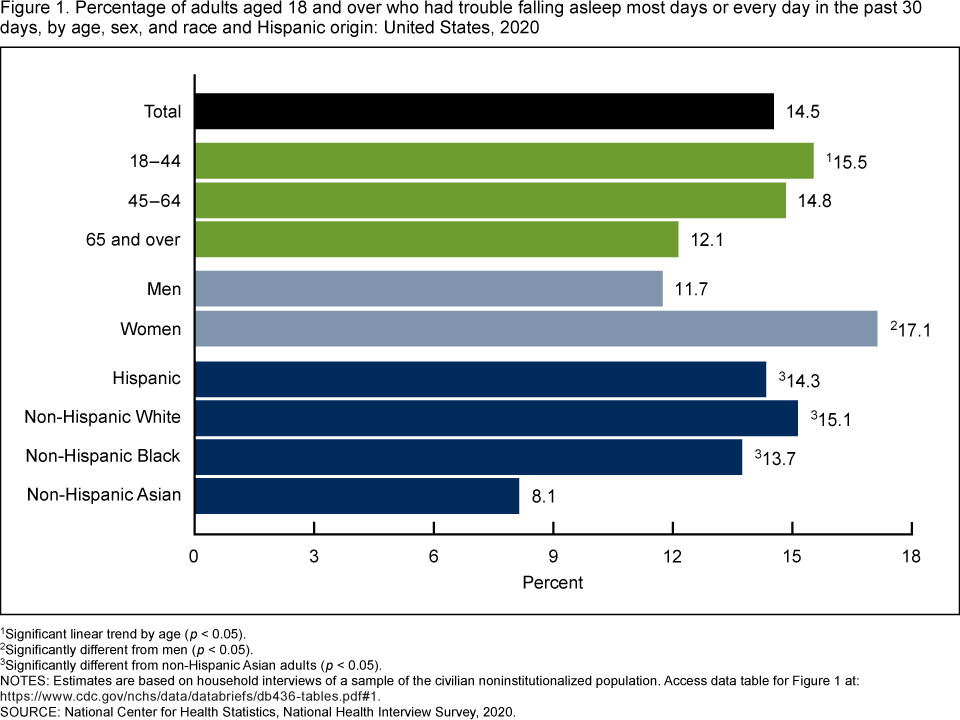 Figure 1. Percentage of adults aged 18 and over who had trouble falling asleep most days or every day in the past 30
days, by age, sex, and race and Hispanic origin: United States, 2020
Total 14.5
18–44 ¹15.5
45–64 14.8
65 and over 12.1
Men 11.7
Women ²17.1
Hispanic ³14.3
Non-Hispanic White ³15.1
Non-Hispanic Black ³13.7
Non-Hispanic Asian 8.1
0 3 6 9 12 15 18
Percent
¹Significant linear trend by age (p < 0.05).
²Significantly different from men (p < 0.05).
³Significantly different from non-Hispanic Asian adults (p < 0.05).
NOTES: Estimates are based on household interviews of a sample of the civilian noninstitutionalized population. Access data table for Figure 1 at:
https://www.cdc.gov/nchs/data/databriefs/db436-tables.pdf#1.
SOURCE: National Center for Health Statistics, National Health Interview Survey, 2020.